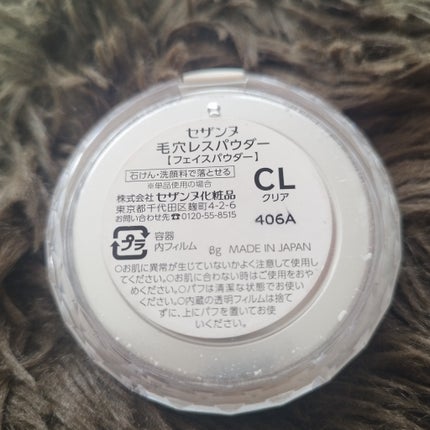 セザンヌ
毛穴レスパウダー
【フェイスパウダー】
石けん・洗顔料で落とせる
※単品使用の場合
CL
クリア
株式会社 セザンヌ化粧品
東京都千代田区麹町4-2-6
お問い合わせ先☎0120-55-8515
406A
プラ
容器
内フィルム
8g MADE IN JAPAN
○お肌に異常が生じていないかよく注意して使用し
てください。○お肌に合わない時はご使用をおや
めください。○パフは清潔な状態でお使い
ください。○内蔵の透明フィルムは捨て
ずに、上にパフを置いてお使
いください。